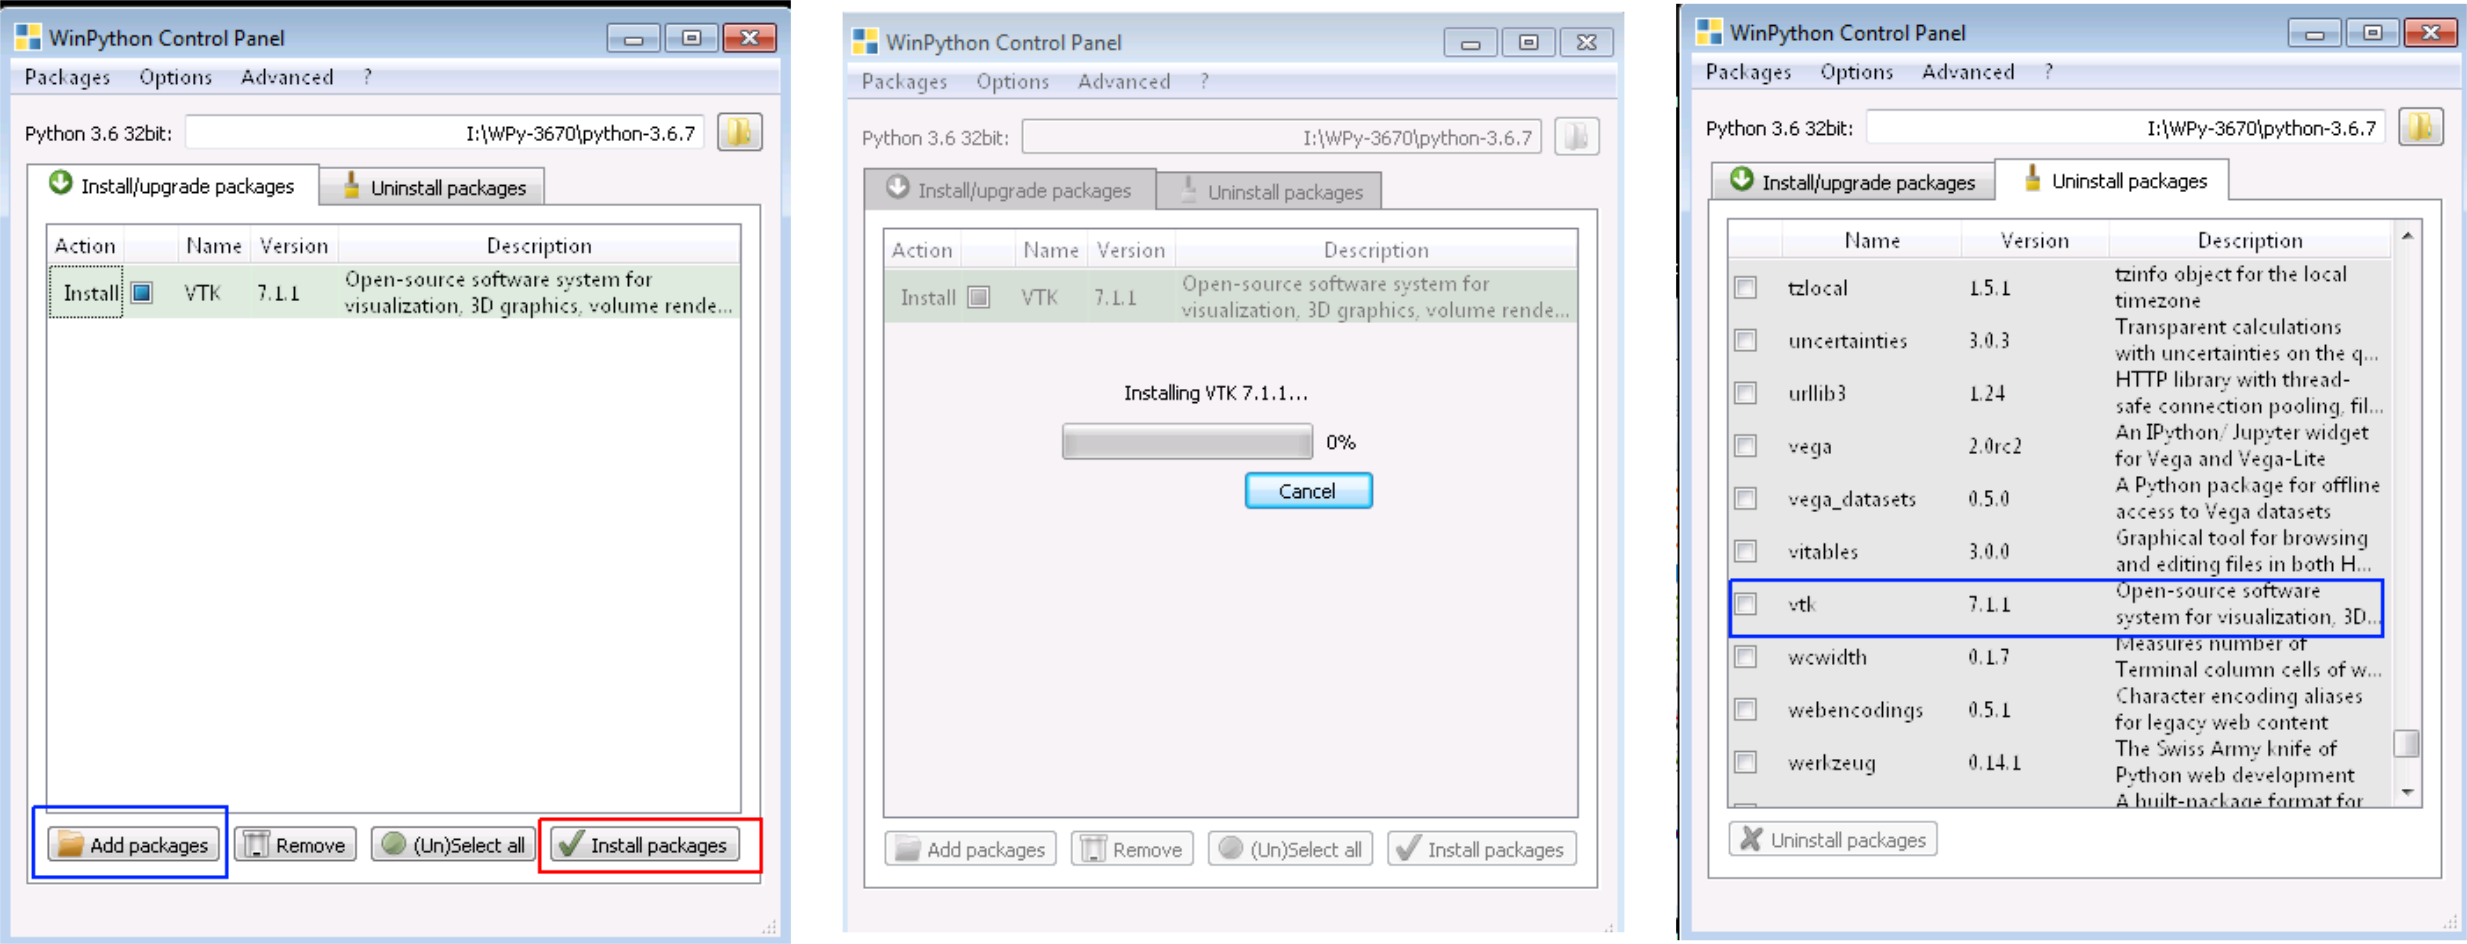 WinPython Control Panel
Packages Options Advanced ?
Python 3.6 32bit: I:\WPy-3670\python-3.6.7
Install/upgrade packages Uninstall packages
Action Name Version Description
Install VTK 7.1.1 Open-source software system for
visualization, 3D graphics, volume rende...
Add packages Remove (Un)Select all Install packages
WinPython Control Panel
Packages Options Advanced ?
Python 3.6 32bit: I:\WPy-3670\python-3.6.7
Install/upgrade packages Uninstall packages
Action Name Version Description
Install VTK 7.1.1 Open-source software system for
visualization, 3D graphics, volume rende...
Installing VTK 7.1.1...
0%
Cancel
Add packages Remove (Un)Select all Install packages
WinPython Control Panel
Packages Options Advanced ?
Python 3.6 32bit: I:\WPy-3670\python-3.6.7
Install/upgrade packages Uninstall packages
Name Version Description
tzlocal 1.5.1 tzinfo object for the local
timezone
uncertainties 3.0.3 Transparent calculations
with uncertainties on the q...
urllib3 1.24 HTTP library with thread-
safe connection pooling, fil...
vega 2.0rc2 An IPython/ Jupyter widget
for Vega and Vega-Lite
vega_datasets 0.5.0 A Python package for offline
access to Vega datasets
vitables 3.0.0 Graphical tool for browsing
and editing files in both H...
vtk 7.1.1 Open-source software
system for visualization, 3D...
wcwidth 0.1.7 Measures number of
Terminal column cells of w...
webencodings 0.5.1 Character encoding aliases
for legacy web content
werkzeug 0.14.1 The Swiss Army knife of
Python web development
A built-package format for
Uninstall packages